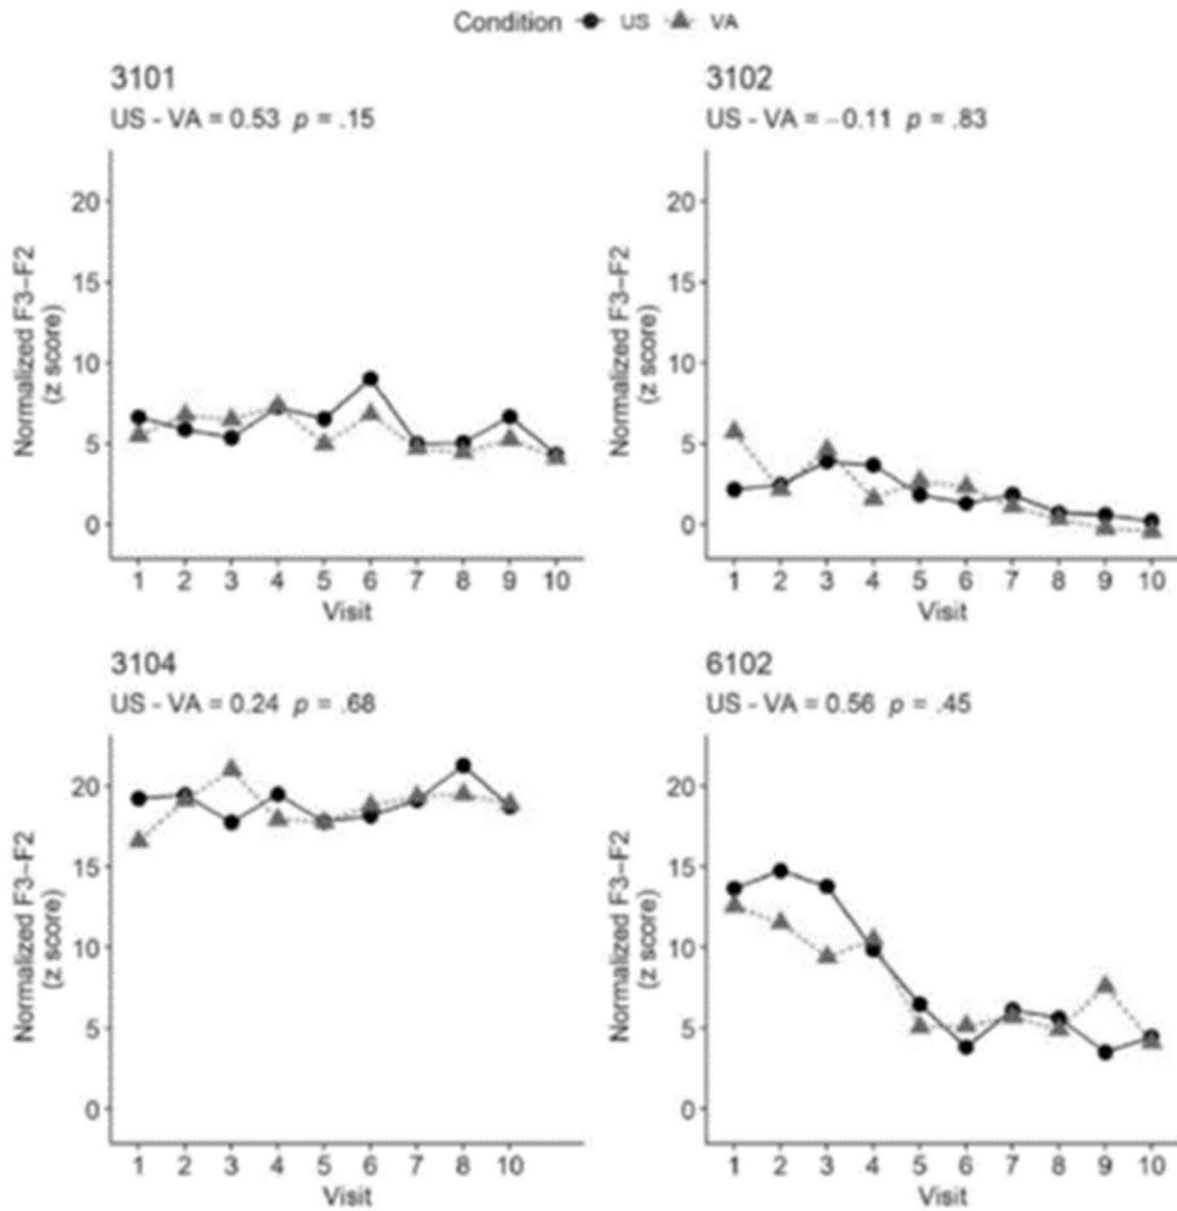 Condition US VA
3101
US - VA = 0.53 p = .15
Normalized F3−F2
(z score)
20
15
10
5
0
1 2 3 4 5 6 7 8 9 10
Visit
3102
US - VA = −0.11 p = .83
Normalized F3−F2
(z score)
20
15
10
5
0
1 2 3 4 5 6 7 8 9 10
Visit
3104
US - VA = 0.24 p = .68
Normalized F3−F2
(z score)
20
15
10
5
0
1 2 3 4 5 6 7 8 10
Visit
6102
US - VA = 0.56 p = .45
Normalized F3−F2
(z score)
20
15
10
5
0
1 2 3 4 5 6 7 8 9 10
Visit